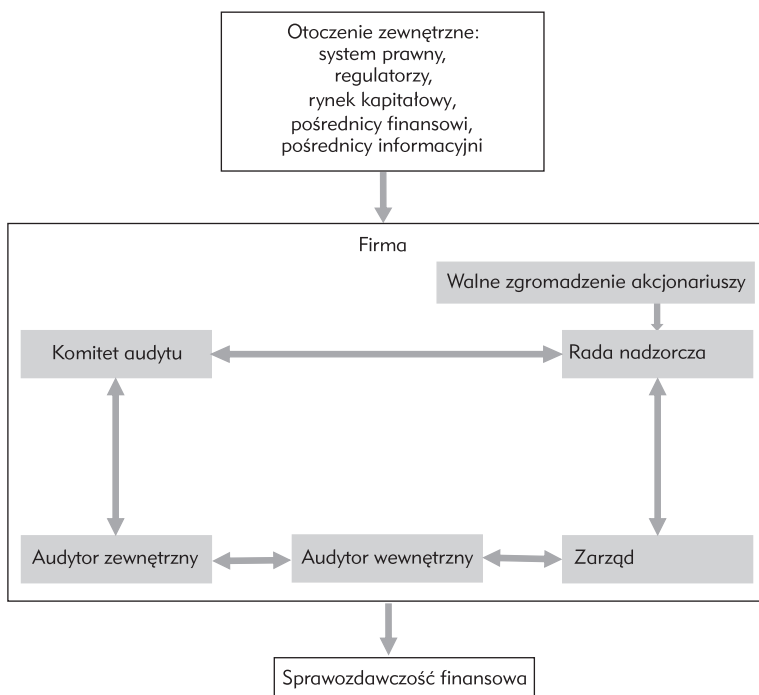 Otoczenie zewnętrzne:
system prawny,
regulatorzy,
rynek kapitałowy,
pośrednicy finansowi,
pośrednicy informacyjni
Firma
Walne zgromadzenie akcjonariuszy
Komitet audytu
Rada nadzorcza
Audytor zewnętrzny
Audytor wewnętrzny
Zarząd
Sprawozdawczość finansowa